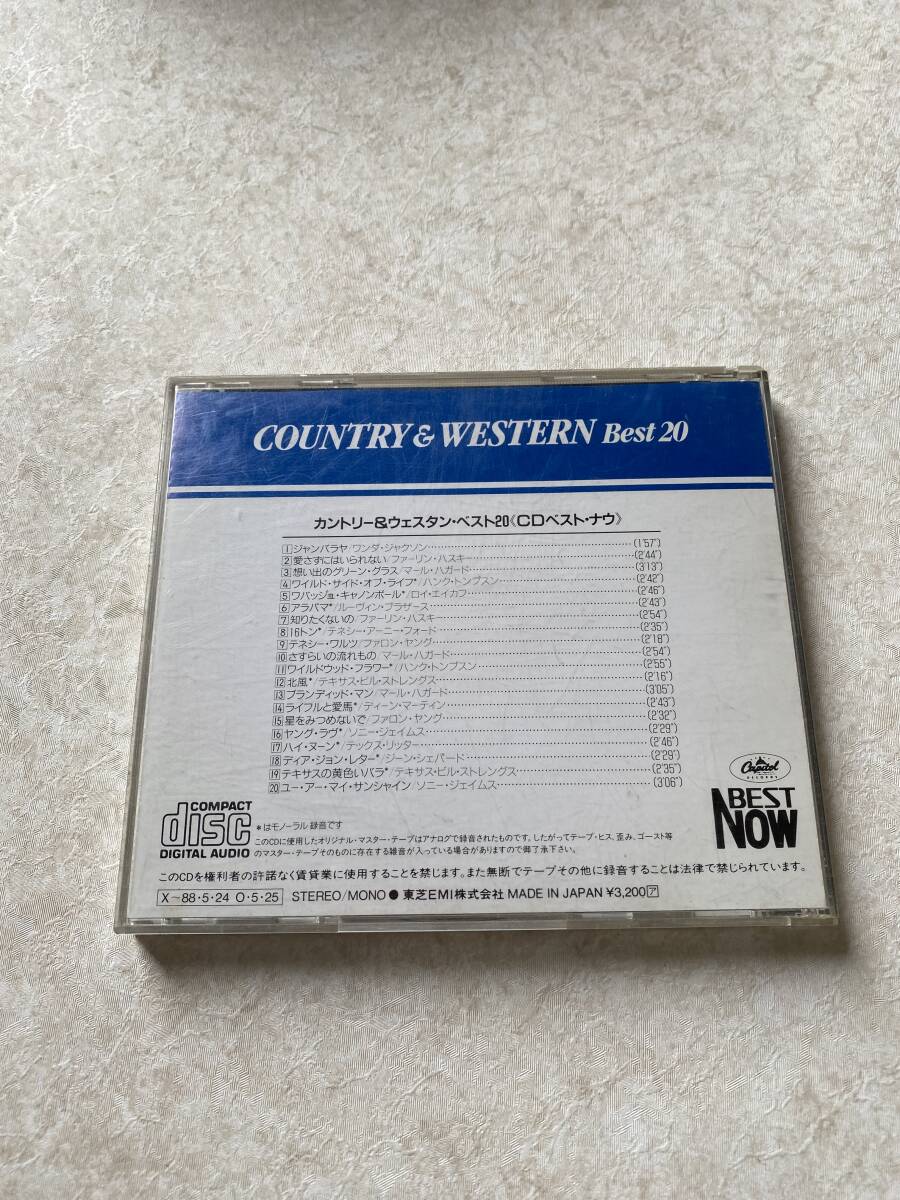 COUNTRY & WESTERN Best 20
カントリー&ウェスタン・ベスト20《CDベスト・ナウ》
1 ジャンバラヤ/ワンダ・ジャクソン (1'57")
2 愛さずにはいられない/ファーリン・ハスキー (2'44")
3 想い出のグリーン・グラス/マール・ハガード (3'13")
4 ワイルド・サイド・オブ・ライフ*/ハンク・トンプスン (2'42")
5 ワバッシュ・キャノンボール*/ロイ・エイカフ (2'46")
6 アラバマ*/ルーヴィン・ブラザース (2'43")
7 知りたくないの/ファーリン・ハスキー (2'54")
8 16トン*/テネシー・アーニー・フォード (2'35")
9 テネシー・ワルツ/ファロン・ヤング (2'18")
10 さすらいの流れもの/マール・ハガード (2'54")
11 ワイルドウッド・フラワー*/ハンク・トンプスン (2'55")
12 北風*/テキサス・ビル・ストレングス (2'16")
13 ブランディッド・マン/マール・ハガード (3'05")
14 ライフルと愛馬*/ディーン・マーティン (2'43")
15 星をみつめないで/ファロン・ヤング (2'32")
16 ヤング・ラヴ*/ソニー・ジェイムス (2'29")
17 ハイ・ヌーン*/テックス・リッター (2'46")
18 ディア・ジョン・レター*/ジーン・シェパード (2'29")
19 テキサスの黄色いバラ*/テキサス・ビル・ストレングス (2'35")
20 ユー・アー・マイ・サンシャイン/ソニー・ジェイムス (3'06")
Capitol
RECORDS
BEST
NOW
COMPACT
disc
DIGITAL AUDIO
*はモノーラル録音です
このCDに使用したオリジナル・マスター・テープはアナログで録音されたものです。したがってテープ・ヒス、歪み、ゴースト等
のマスター・テープそのものに存在する雑音が入っている場合がありますので御了承下さい。
このCDを権利者の許諾なく賃貸業に使用することを禁じます。また無断でテープその他に録音することは法律で禁じられています。
X~88・5・24 O・5・25 STEREO/MONO ● 東芝EMI株式会社 MADE IN JAPAN ¥3,200 ア